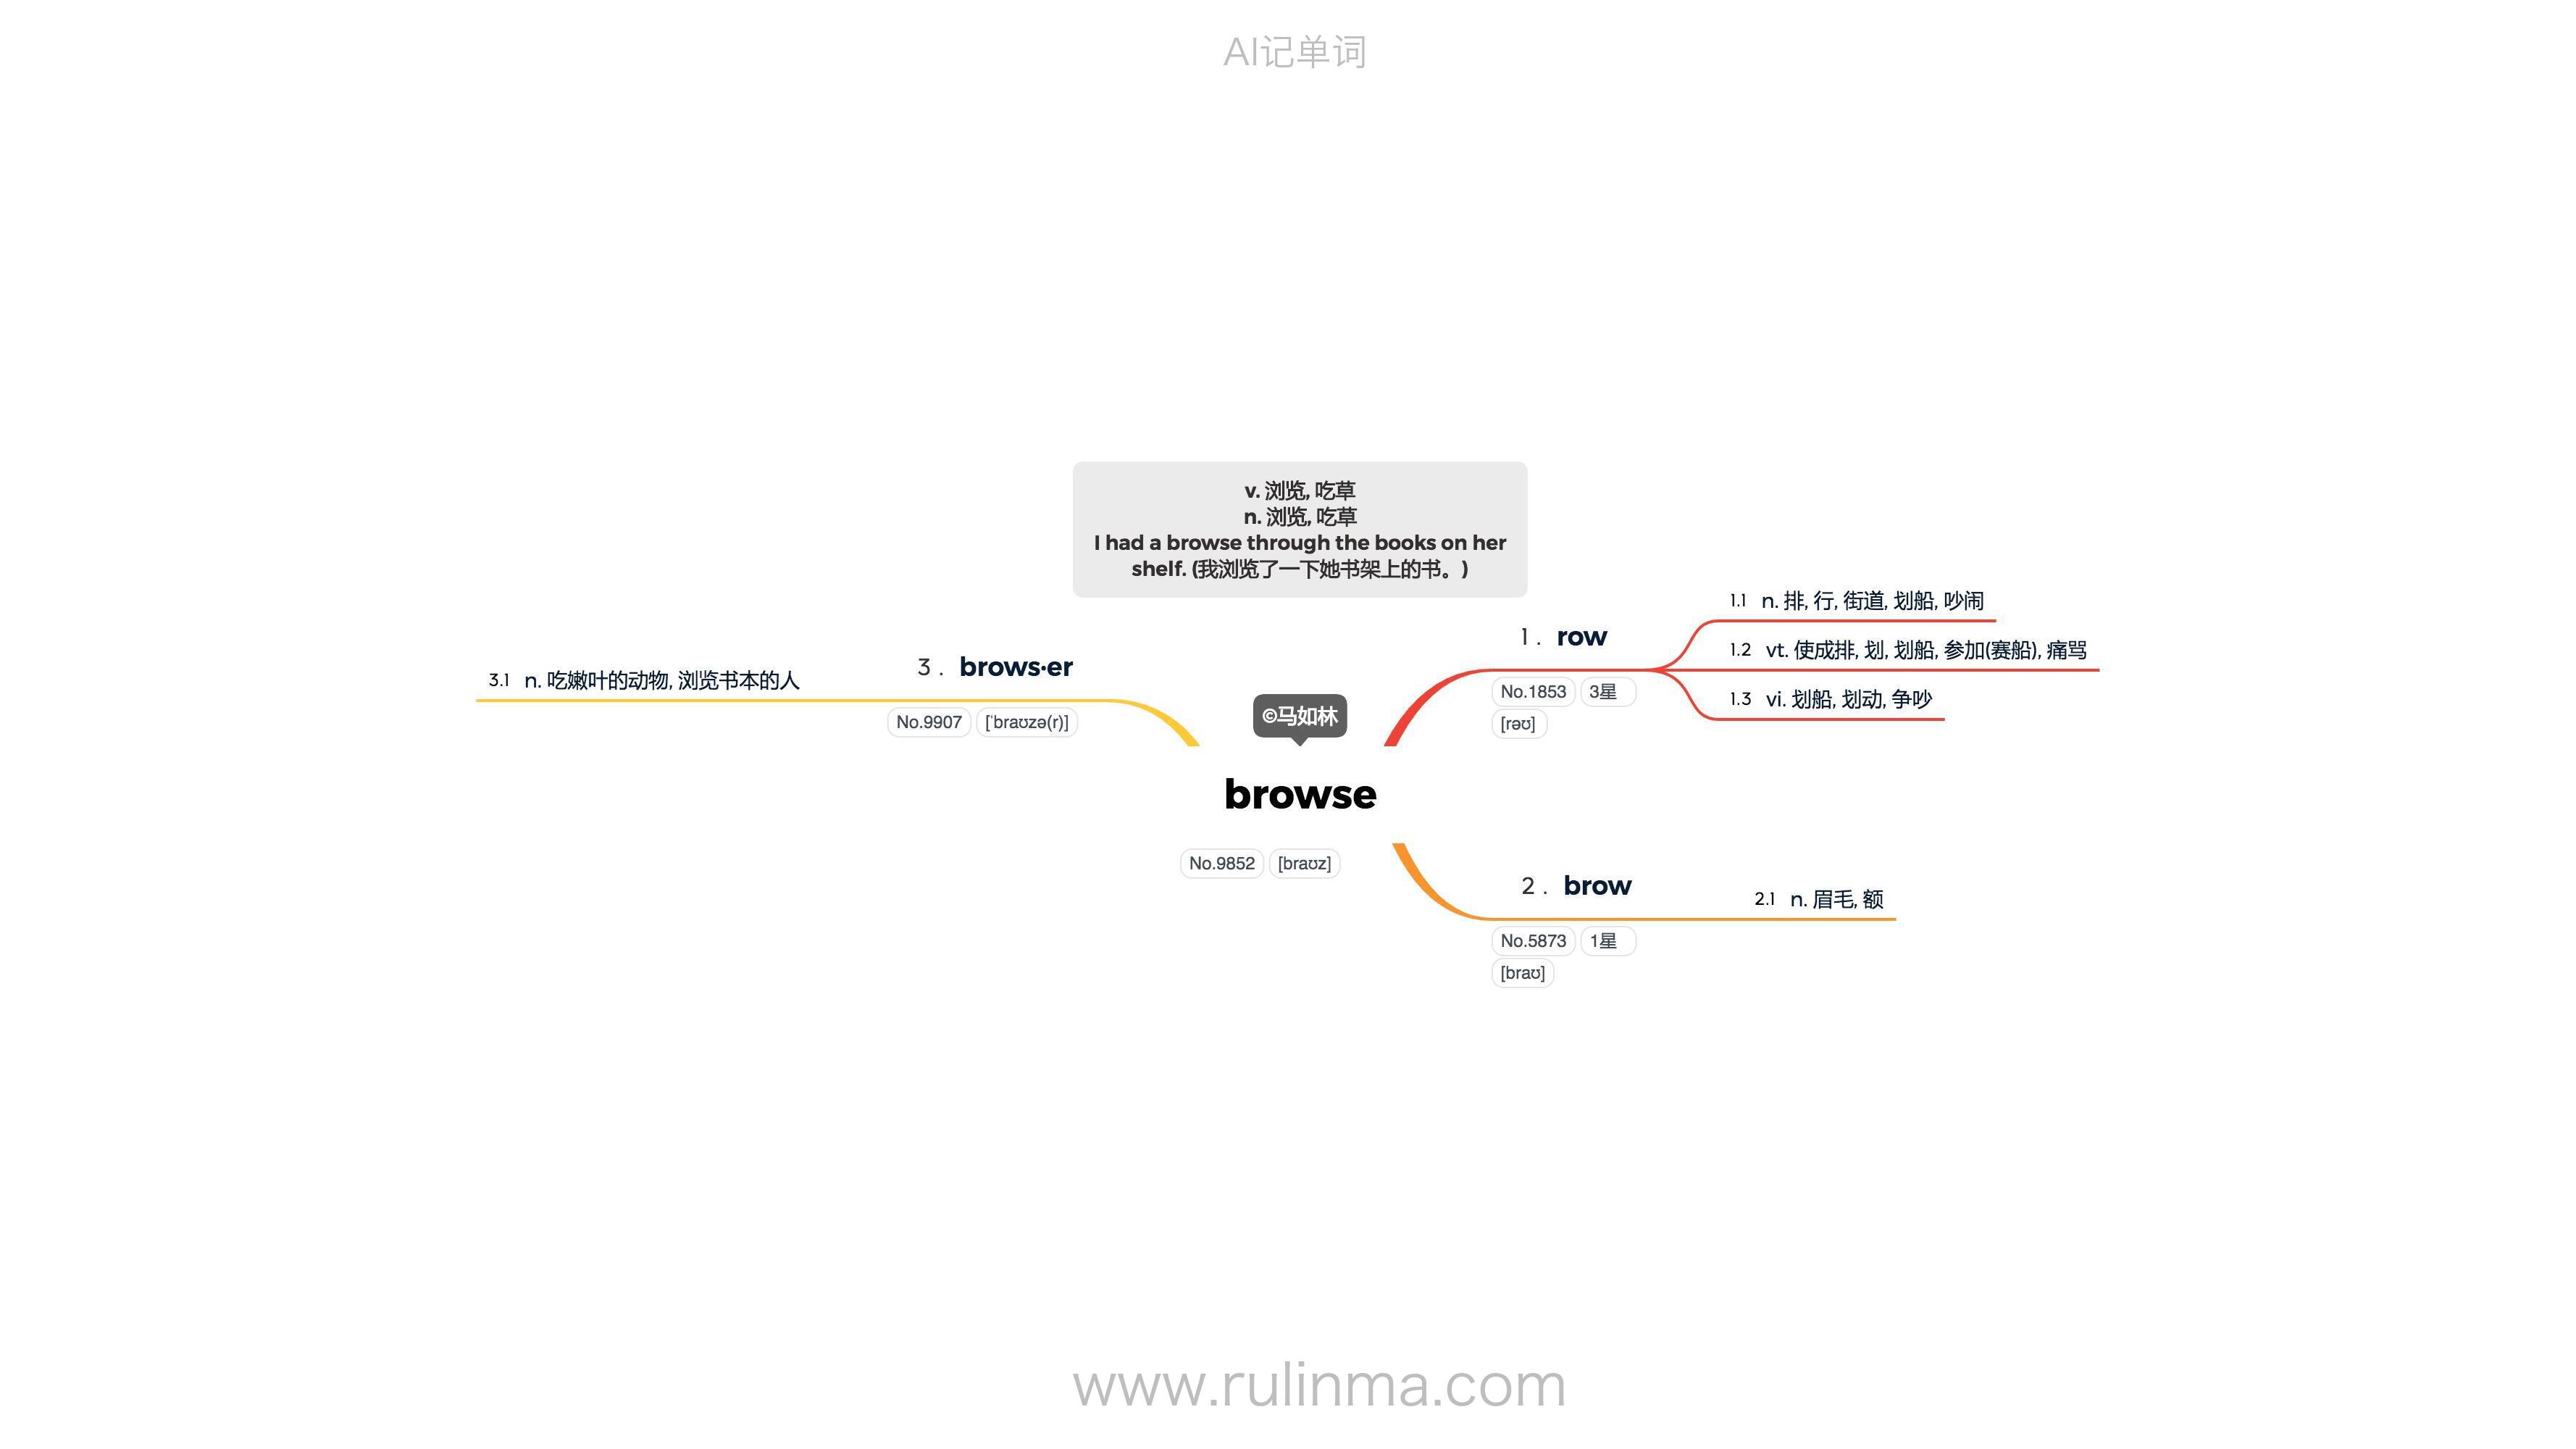 AI记单词
v. 浏览, 吃草
n. 浏览, 吃草
I had a browse through the books on her
shelf. (我浏览了一下她书架上的书。)
©马如林
browse
No.9852 [braʊz]
1. row
No.1853 3星
[rəʊ]
1.1 n. 排, 行, 街道, 划船, 吵闹
1.2 vt. 使成排, 划, 划船, 参加(赛船), 痛骂
1.3 vi. 划船, 划动, 争吵
2. brow
No.5873 1星
[braʊ]
2.1 n. 眉毛, 额
3. brows·er
No.9907 [ˈbraʊzə(r)]
3.1 n. 吃嫩叶的动物, 浏览书本的人
www.rulinma.com